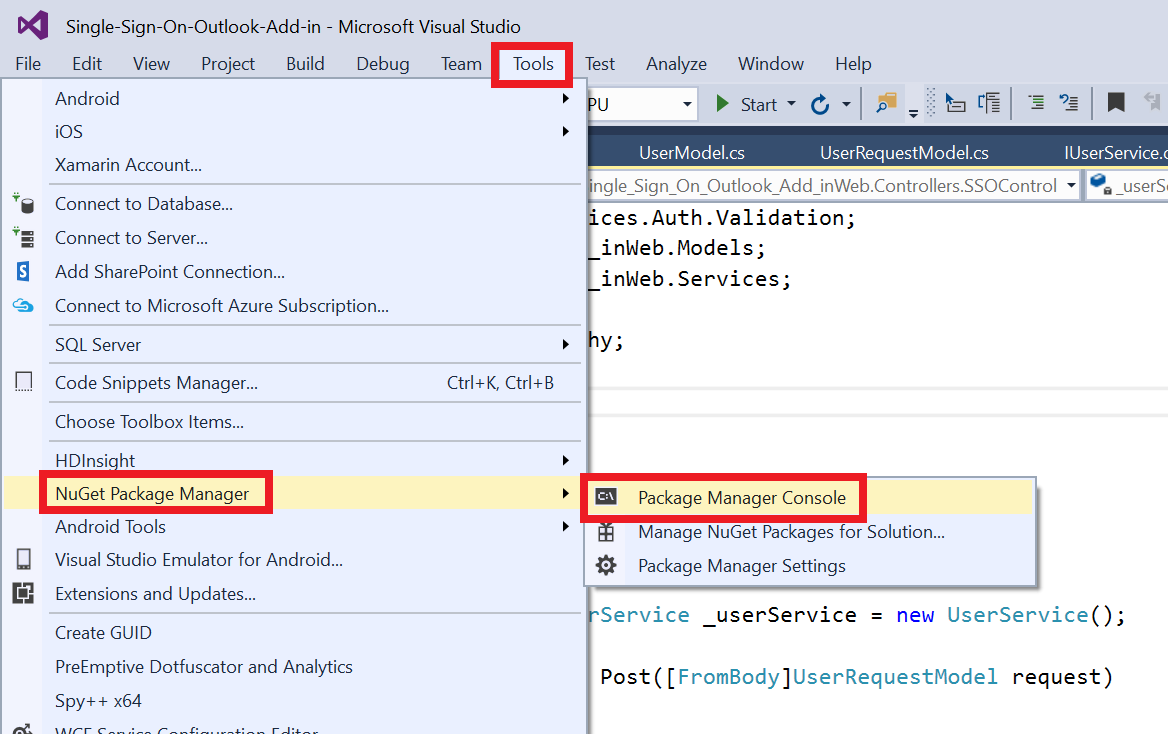 Single-Sign-On-Outlook-Add-in - Microsoft Visual Studio
File Edit View Project Build Debug Team Tools Test Analyze Window Help
PU Start
UserModel.cs UserRequestModel.cs IUserService.c
ingle_Sign_On_Outlook_Add_inWeb.Controllers.SSOControl _userS
Android
iOS
Xamarin Account...
Connect to Database...
Connect to Server...
Add SharePoint Connection...
Connect to Microsoft Azure Subscription...
SQL Server
Code Snippets Manager... Ctrl+K, Ctrl+B
Choose Toolbox Items...
HDInsight
NuGet Package Manager
Android Tools
Visual Studio Emulator for Android...
Extensions and Updates...
Create GUID
PreEmptive Dotfuscator and Analytics
Spy++ x64
WCF Service Configuration Editor
C:\ Package Manager Console
Manage NuGet Packages for Solution...
Package Manager Settings
ices.Auth.Validation;
_inWeb.Models;
_inWeb.Services;
hy;
rService _userService = new UserService();
Post([FromBody]UserRequestModel request)